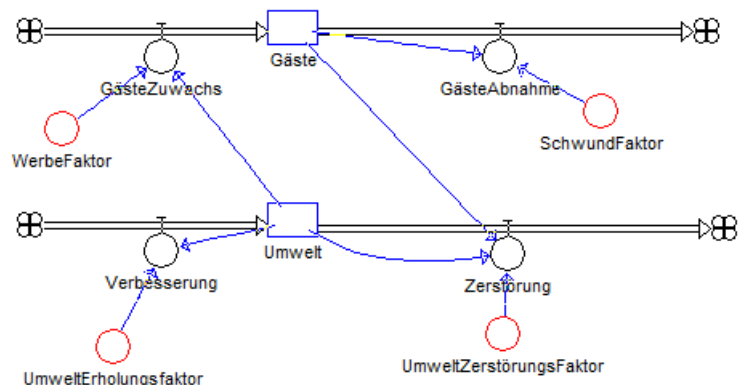 Gäste
GästeZuwachs
GästeAbnahme
WerbeFaktor
SchwundFaktor
Umwelt
Verbesserung
Zerstörung
UmweltErholungsfaktor
UmweltZerstörungsFaktor